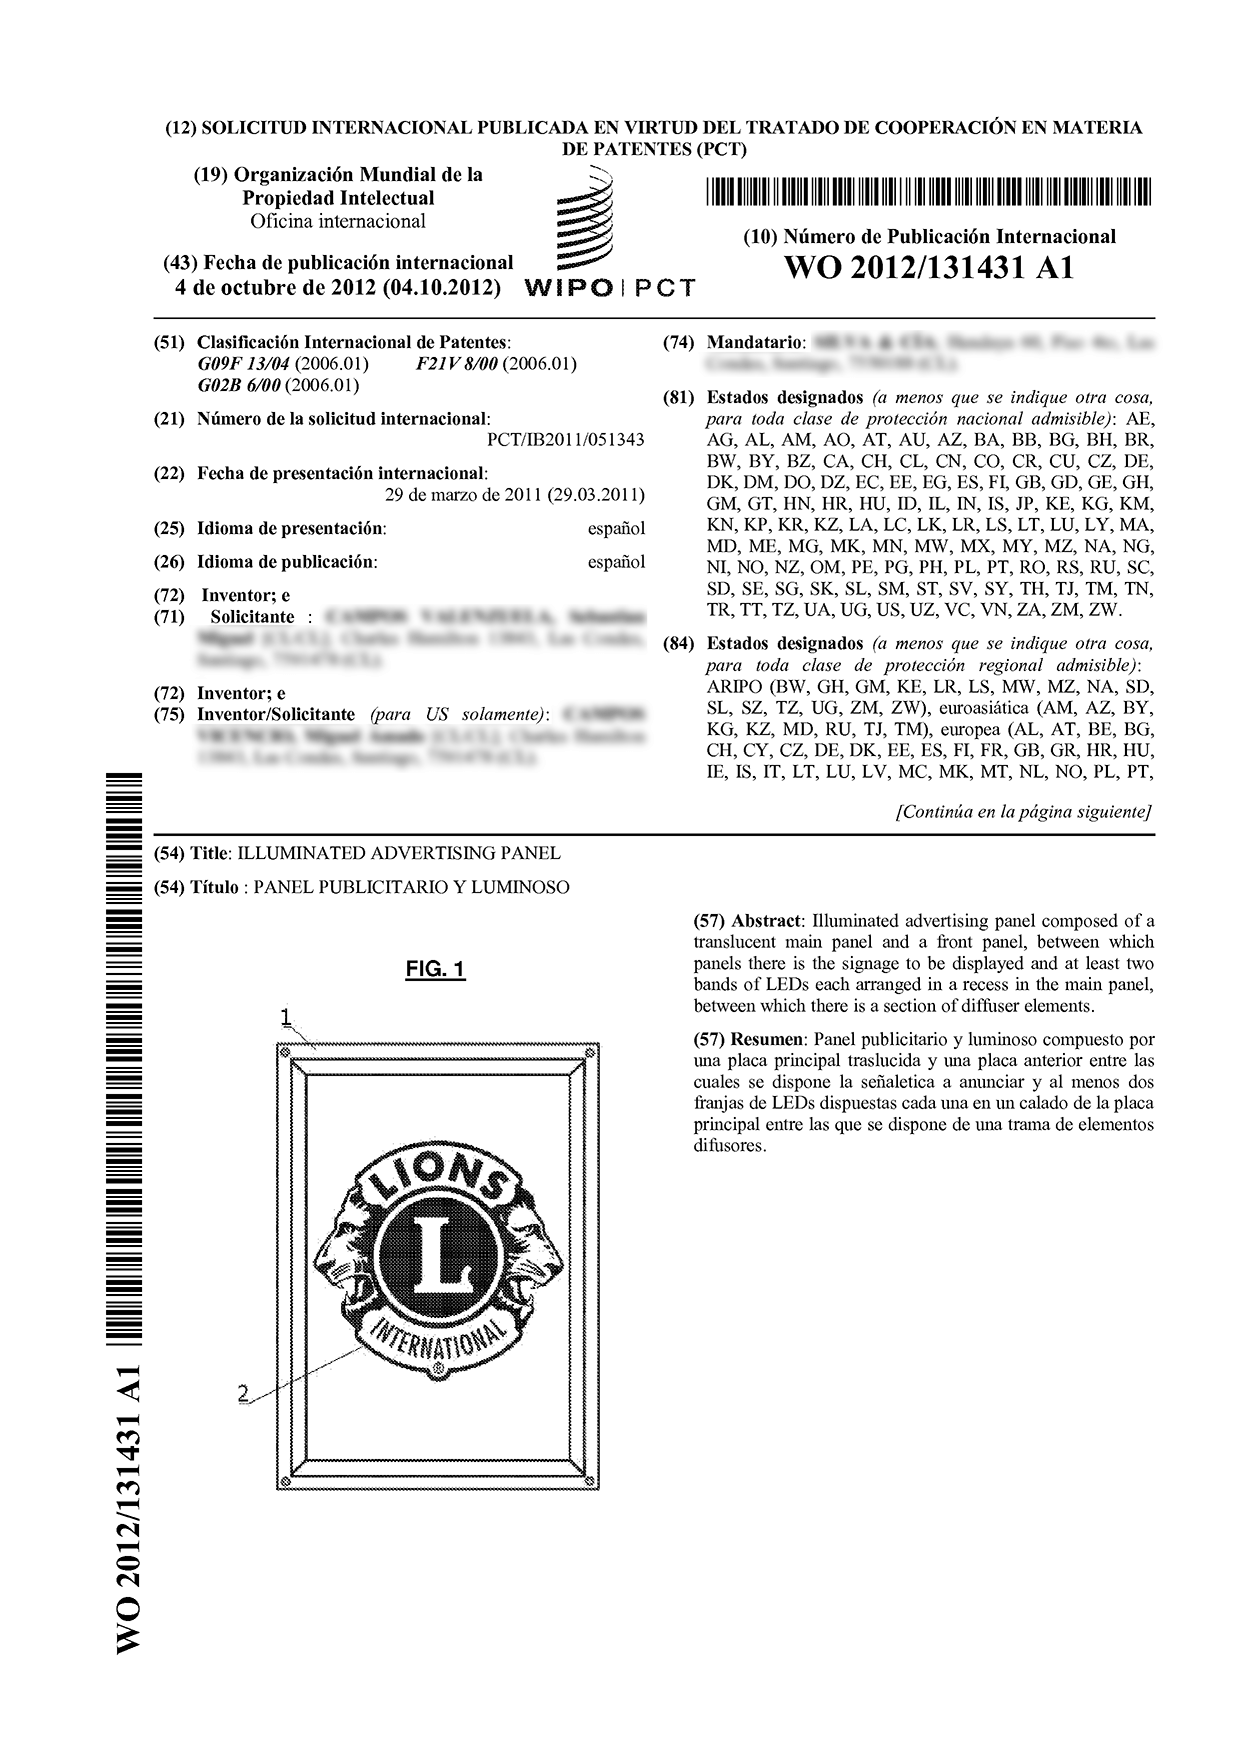 (12) SOLICITUD INTERNACIONAL PUBLICADA EN VIRTUD DEL TRATADO DE COOPERACIÓN EN MATERIA
DE PATENTES (PCT)
(19) Organización Mundial de la
Propiedad Intelectual
Oficina internacional
(43) Fecha de publicación internacional
4 de octubre de 2012 (04.10.2012)
WIPO | PCT
(10) Número de Publicación Internacional
WO 2012/131431 A1
(51) Clasificación Internacional de Patentes:
G09F 13/04 (2006.01) F21V 8/00 (2006.01)
G02B 6/00 (2006.01)
(21) Número de la solicitud internacional:
PCT/IB2011/051343
(22) Fecha de presentación internacional:
29 de marzo de 2011 (29.03.2011)
(25) Idioma de presentación: español
(26) Idioma de publicación: español
(72) Inventor; e
(71) Solicitante :
(72) Inventor; e
(75) Inventor/Solicitante (para US solamente):
(74) Mandatario:
(81) Estados designados (a menos que se indique otra cosa,
para toda clase de protección nacional admisible): AE,
AG, AL, AM, AO, AT, AU, AZ, BA, BB, BG, BH, BR,
BW, BY, BZ, CA, CH, CL, CN, CO, CR, CU, CZ, DE,
DK, DM, DO, DZ, EC, EE, EG, ES, FI, GB, GD, GE, GH,
GM, GT, HN, HR, HU, ID, IL, IN, IS, JP, KE, KG, KM,
KN, KP, KR, KZ, LA, LC, LK, LR, LS, LT, LU, LY, MA,
MD, ME, MG, MK, MN, MW, MX, MY, MZ, NA, NG,
NI, NO, NZ, OM, PE, PG, PH, PL, PT, RO, RS, RU, SC,
SD, SE, SG, SK, SL, SM, ST, SV, SY, TH, TJ, TM, TN,
TR, TT, TZ, UA, UG, US, UZ, VC, VN, ZA, ZM, ZW.
(84) Estados designados (a menos que se indique otra cosa,
para toda clase de protección regional admisible):
ARIPO (BW, GH, GM, KE, LR, LS, MW, MZ, NA, SD,
SL, SZ, TZ, UG, ZM, ZW), euroasiática (AM, AZ, BY,
KG, KZ, MD, RU, TJ, TM), europea (AL, AT, BE, BG,
CH, CY, CZ, DE, DK, EE, ES, FI, FR, GB, GR, HR, HU,
IE, IS, IT, LT, LU, LV, MC, MK, MT, NL, NO, PL, PT,
[Continúa en la página siguiente]
(54) Title: ILLUMINATED ADVERTISING PANEL
(54) Título : PANEL PUBLICITARIO Y LUMINOSO
FIG. 1
1
LIONS
L
INTERNATIONAL
2
(57) Abstract: Illuminated advertising panel composed of a
translucent main panel and a front panel, between which
panels there is the signage to be displayed and at least two
bands of LEDs each arranged in a recess in the main panel,
between which there is a section of diffuser elements.
(57) Resumen: Panel publicitario y luminoso compuesto por
una placa principal traslucida y una placa anterior entre las
cuales se dispone la señaletica a anunciar y al menos dos
franjas de LEDs dispuestas cada una en un calado de la placa
principal entre las que se dispone de una trama de elementos
difusores.
WO 2012/131431 A1